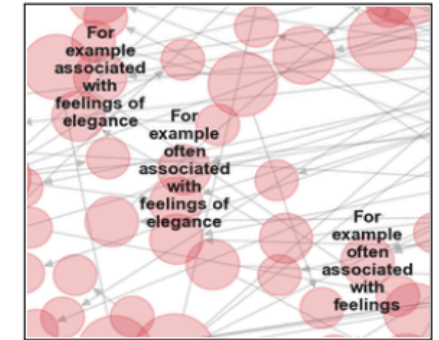 For
example
associated
with
feelings of
elegance
For
example
often
associated
with
feelings of
elegance
For
example
often
associated
with
feelings